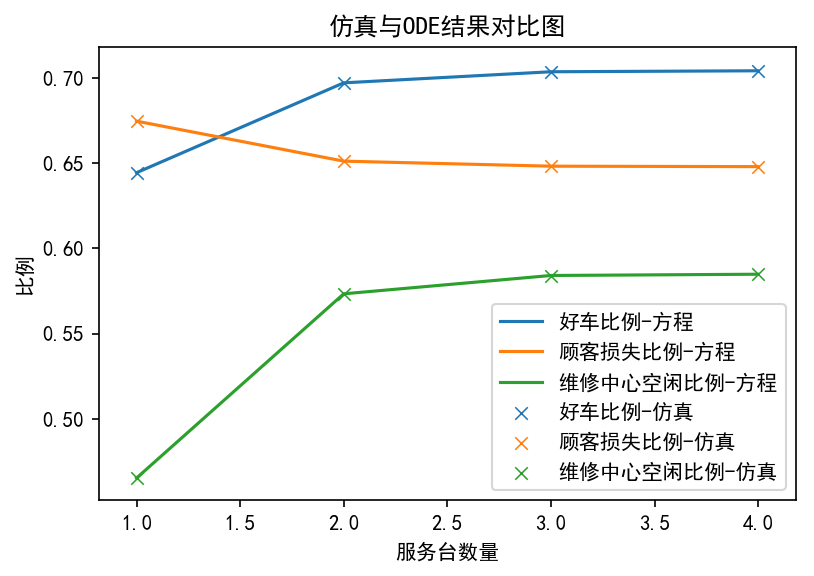 仿真与ODE结果对比图
0.70
0.65
0.60
0.55
0.50
比例
好车比例-方程
顾客损失比例-方程
维修中心空闲比例-方程
好车比例-仿真
顾客损失比例-仿真
维修中心空闲比例-仿真
1.0 1.5 2.0 2.5 3.0 3.5 4.0
服务台数量